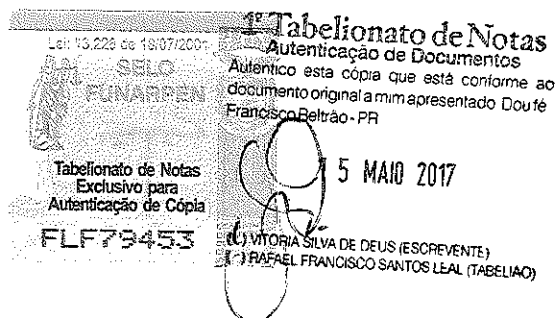 Lei: 13.228 de 18/07/2001
SELO
FUNARPEN
Tabelionato de Notas
Exclusivo para
Autenticação de Cópia
FLF79453
1º Tabelionato de Notas
Autenticação de Documentos
Autentico esta cópia que está conforme ao
documento original a mim apresentado Dou fé
Francisco Beltrão - PR
15 MAIO 2017
( ) VITORIA SILVA DE DEUS (ESCREVENTE)
( ) RAFAEL FRANCISCO SANTOS LEAL (TABELIAO)